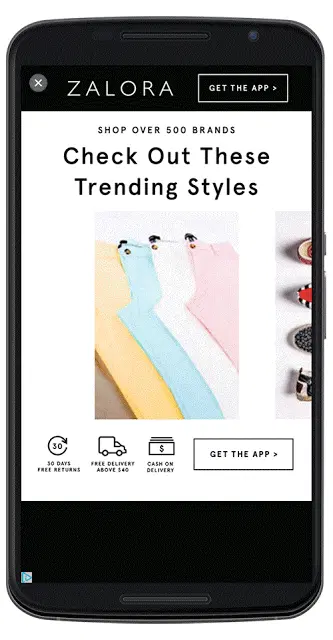 ZALORA
GET THE APP >
SHOP OVER 500 BRANDS
Check Out These
Trending Styles
30
30 DAYS
FREE RETURNS
FREE DELIVERY
ABOVE $40
$
CASH ON
DELIVERY
GET THE APP >